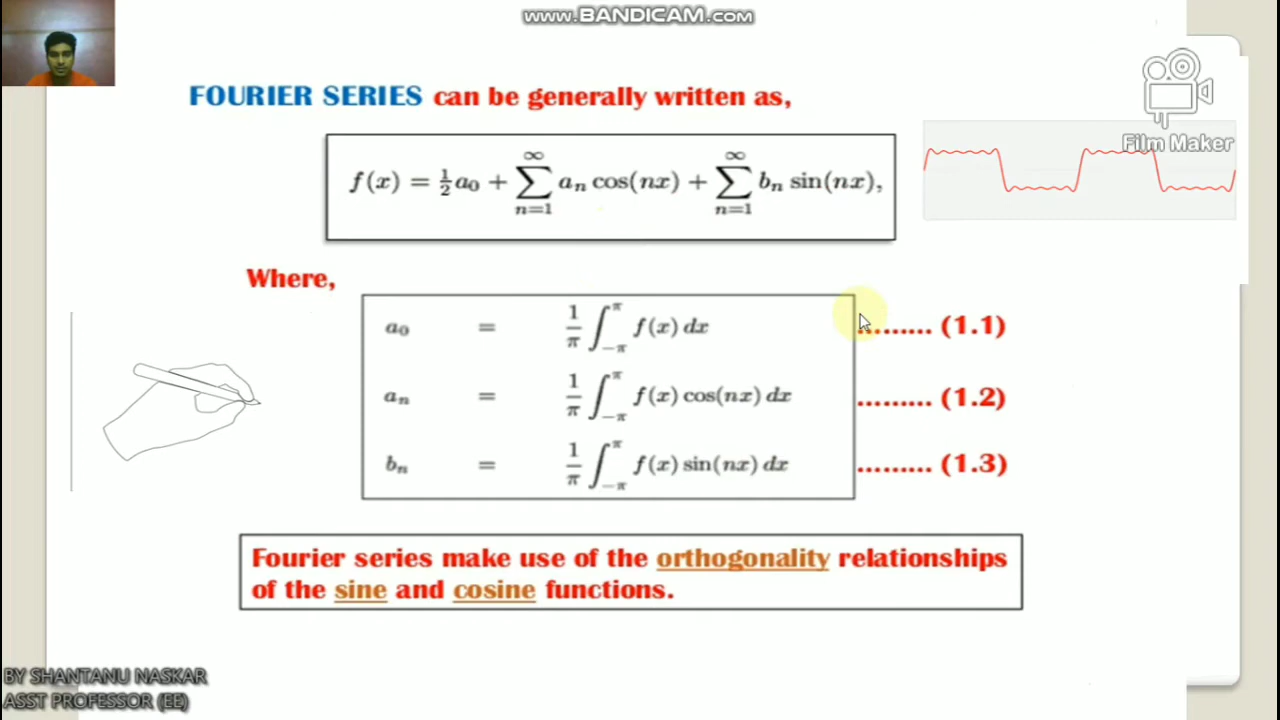 www.BANDICAM.com
FOURIER SERIES can be generally written as,
f(x) = ½a₀ + ∑_{n=1}^{∞} aₙ cos(nx) + ∑_{n=1}^{∞} bₙ sin(nx),
Film Maker
Where,
a₀ = 1/π ∫_{-π}^{π} f(x) dx ......... (1.1)
aₙ = 1/π ∫_{-π}^{π} f(x) cos(nx) dx ......... (1.2)
bₙ = 1/π ∫_{-π}^{π} f(x) sin(nx) dx ......... (1.3)
Fourier series make use of the orthogonality relationships
of the sine and cosine functions.
BY SHANTANU NASKAR
ASST PROFESSOR (EE)